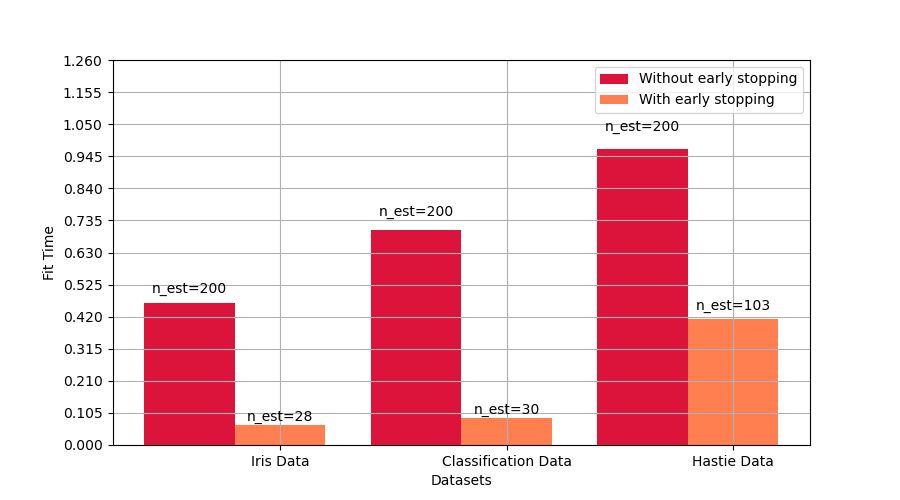 1.260
1.155
1.050
0.945
0.840
0.735
0.630
0.525
0.420
0.315
0.210
0.105
0.000
Fit Time
Without early stopping
With early stopping
n_est=200
n_est=28
n_est=200
n_est=30
n_est=200
n_est=103
Iris Data
Classification Data
Hastie Data
Datasets